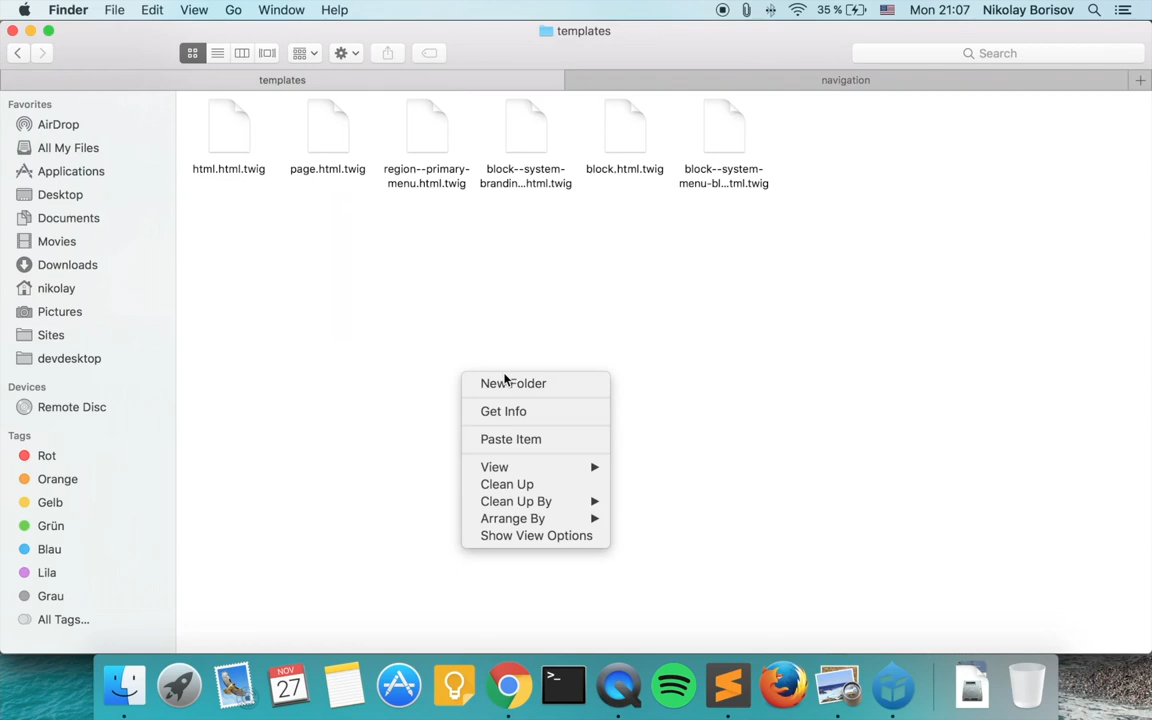 Finder File Edit View Go Window Help 35 % Mon 21:07 Nikolay Borisov
templates
Search
templates navigation
Favorites
AirDrop
All My Files
Applications
Desktop
Documents
Movies
Downloads
nikolay
Pictures
Sites
devdesktop
Devices
Remote Disc
Tags
Rot
Orange
Gelb
Grün
Blau
Lila
Grau
All Tags...
html.html.twig page.html.twig region--primary- block--system- block.html.twig block--system-
menu.html.twig brandin...html.twig menu-bl...tml.twig
New Folder
Get Info
Paste Item
View
Clean Up
Clean Up By
Arrange By
Show View Options
NOV
27
>_